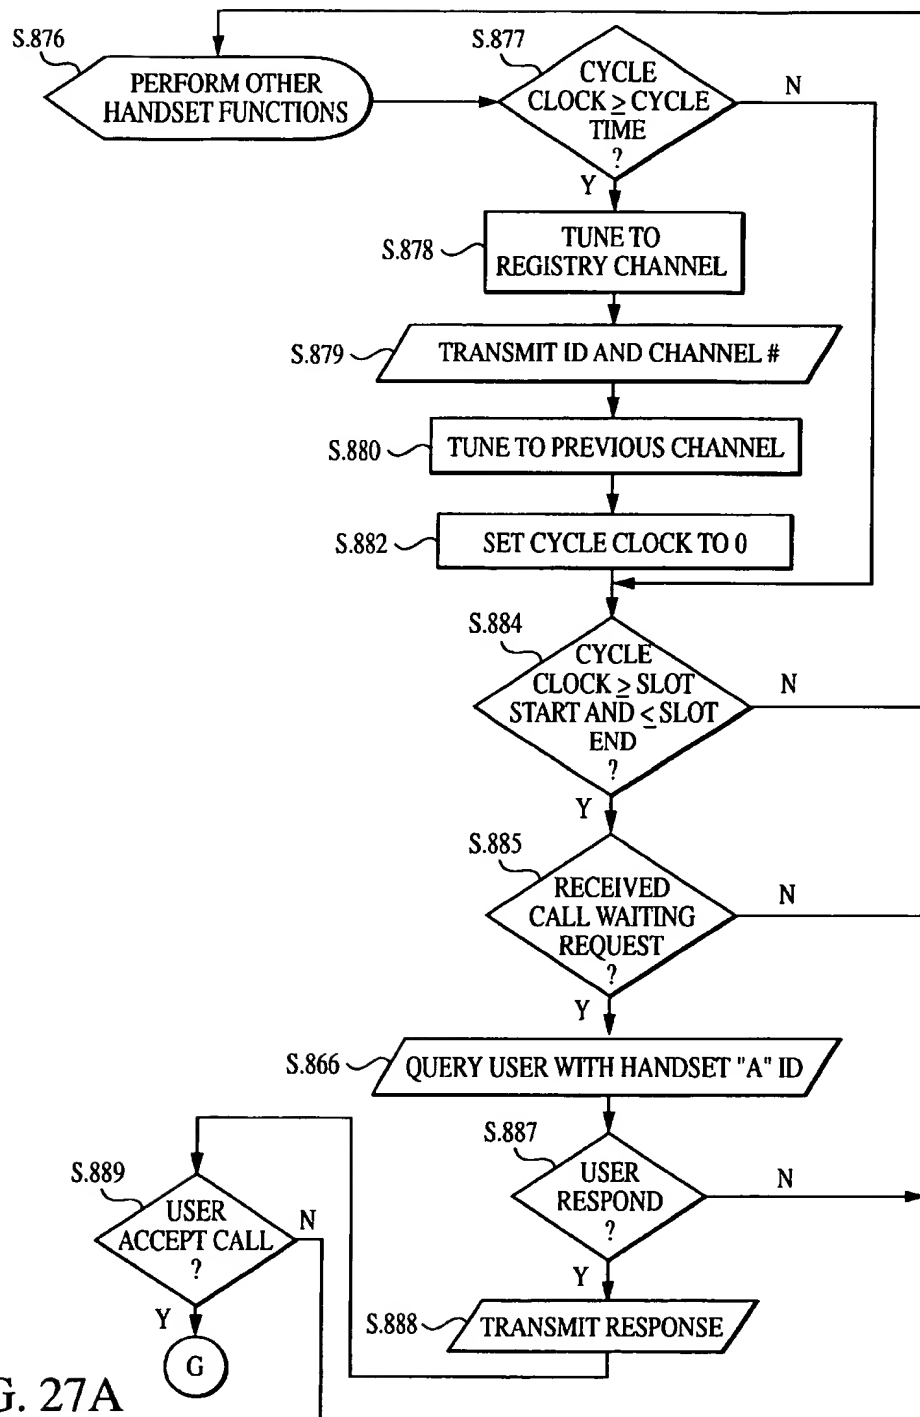 S.876
PERFORM OTHER
HANDSET FUNCTIONS
S.877
CYCLE
CLOCK ≥ CYCLE
TIME
?
N
Y
S.878
TUNE TO
REGISTRY CHANNEL
S.879
TRANSMIT ID AND CHANNEL #
S.880
TUNE TO PREVIOUS CHANNEL
S.882
SET CYCLE CLOCK TO 0
S.884
CYCLE
CLOCK ≥ SLOT
START AND ≤ SLOT
END
?
N
Y
S.885
RECEIVED
CALL WAITING
REQUEST
?
N
Y
S.866
QUERY USER WITH HANDSET "A" ID
S.887
USER
RESPOND
?
N
Y
S.888
TRANSMIT RESPONSE
S.889
USER
ACCEPT CALL
?
N
Y
G
G. 27A